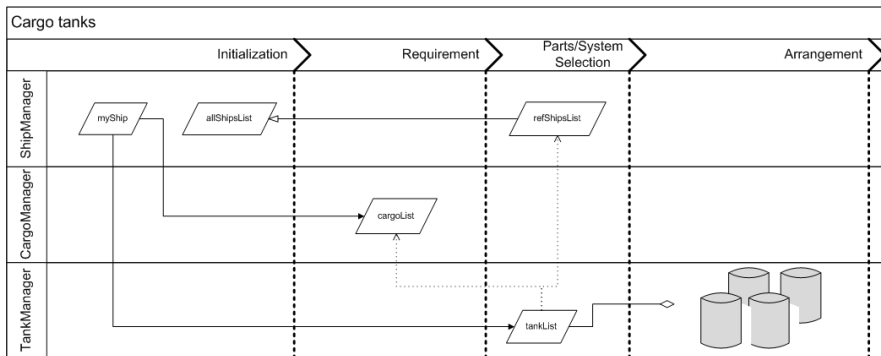 Cargo tanks
Initialization
Requirement
Parts/System
Selection
Arrangement
ShipManager
myShip
allShipsList
refShipsList
CargoManager
cargoList
TankManager
tankList